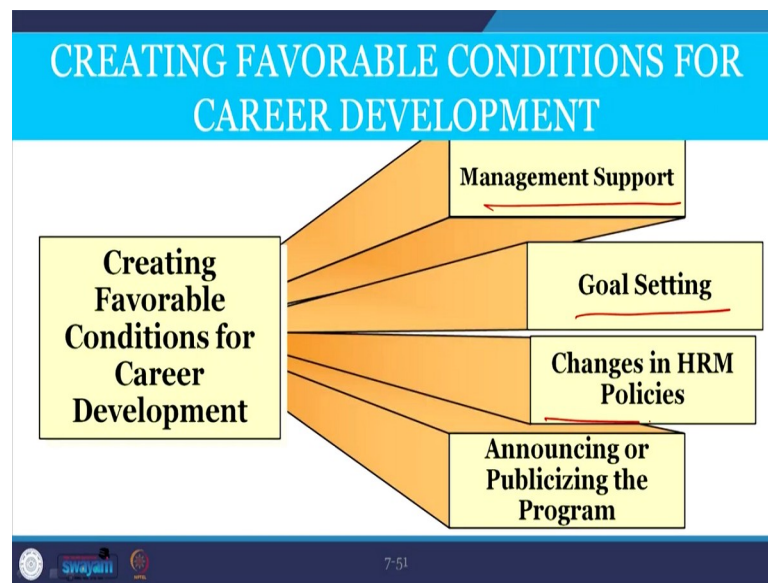 CREATING FAVORABLE CONDITIONS FOR
CAREER DEVELOPMENT
Management Support
Creating
Favorable
Conditions for
Career
Development
Goal Setting
Changes in HRM
Policies
Announcing or
Publicizing the
Program
swayam
7-51